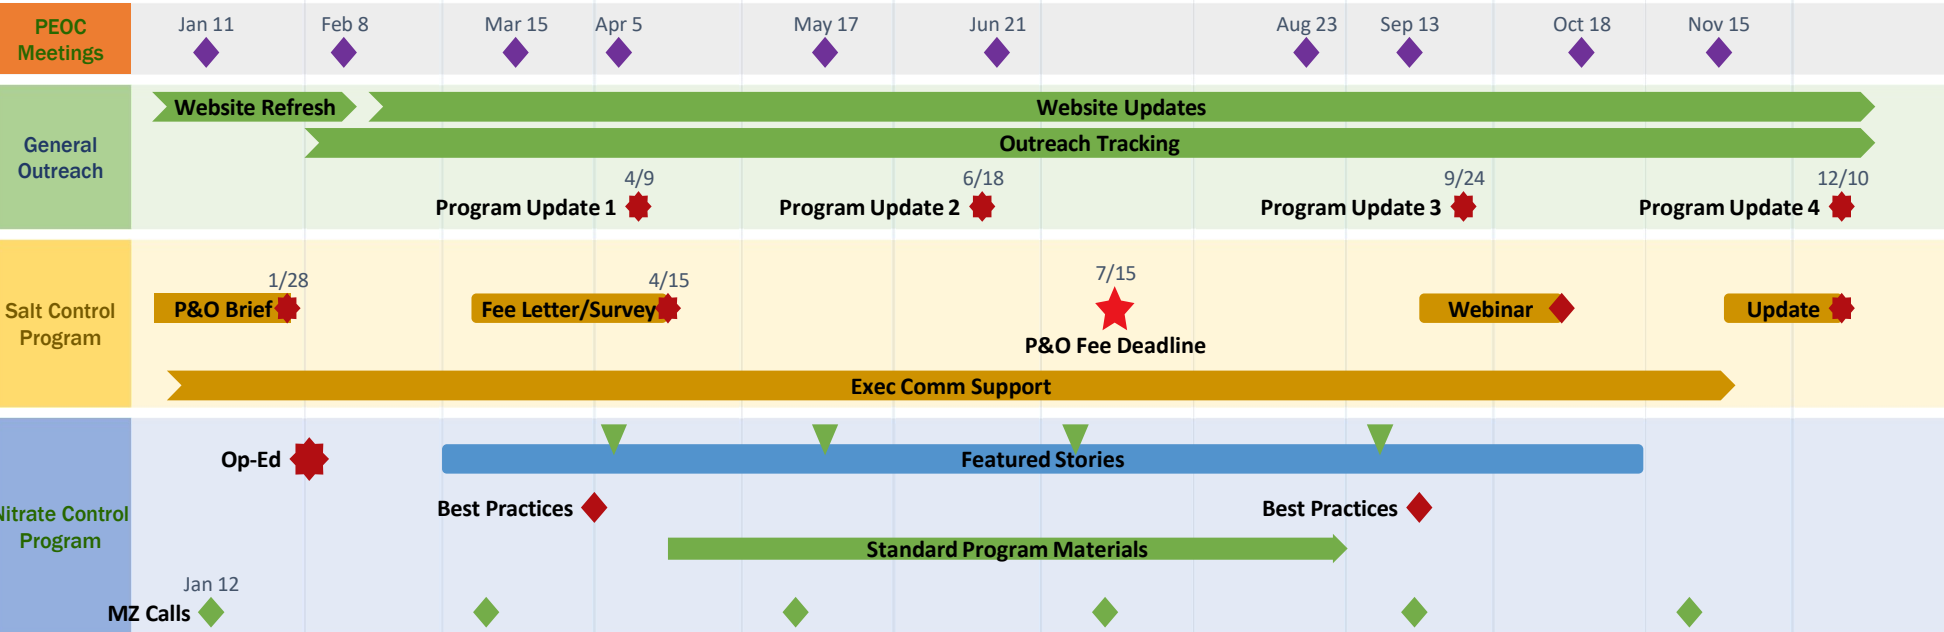 PEOC
Meetings
Jan 11
Feb 8
Mar 15
Apr 5
May 17
Jun 21
Aug 23
Sep 13
Oct 18
Nov 15
General
Outreach
Website Refresh
Website Updates
Outreach Tracking
4/9
6/18
9/24
12/10
Program Update 1
Program Update 2
Program Update 3
Program Update 4
Salt Control
Program
1/28
4/15
7/15
P&O Brief
Fee Letter/Survey
Webinar
Update
P&O Fee Deadline
Exec Comm Support
Nitrate Control
Program
Op-Ed
Featured Stories
Best Practices
Best Practices
Standard Program Materials
Jan 12
MZ Calls